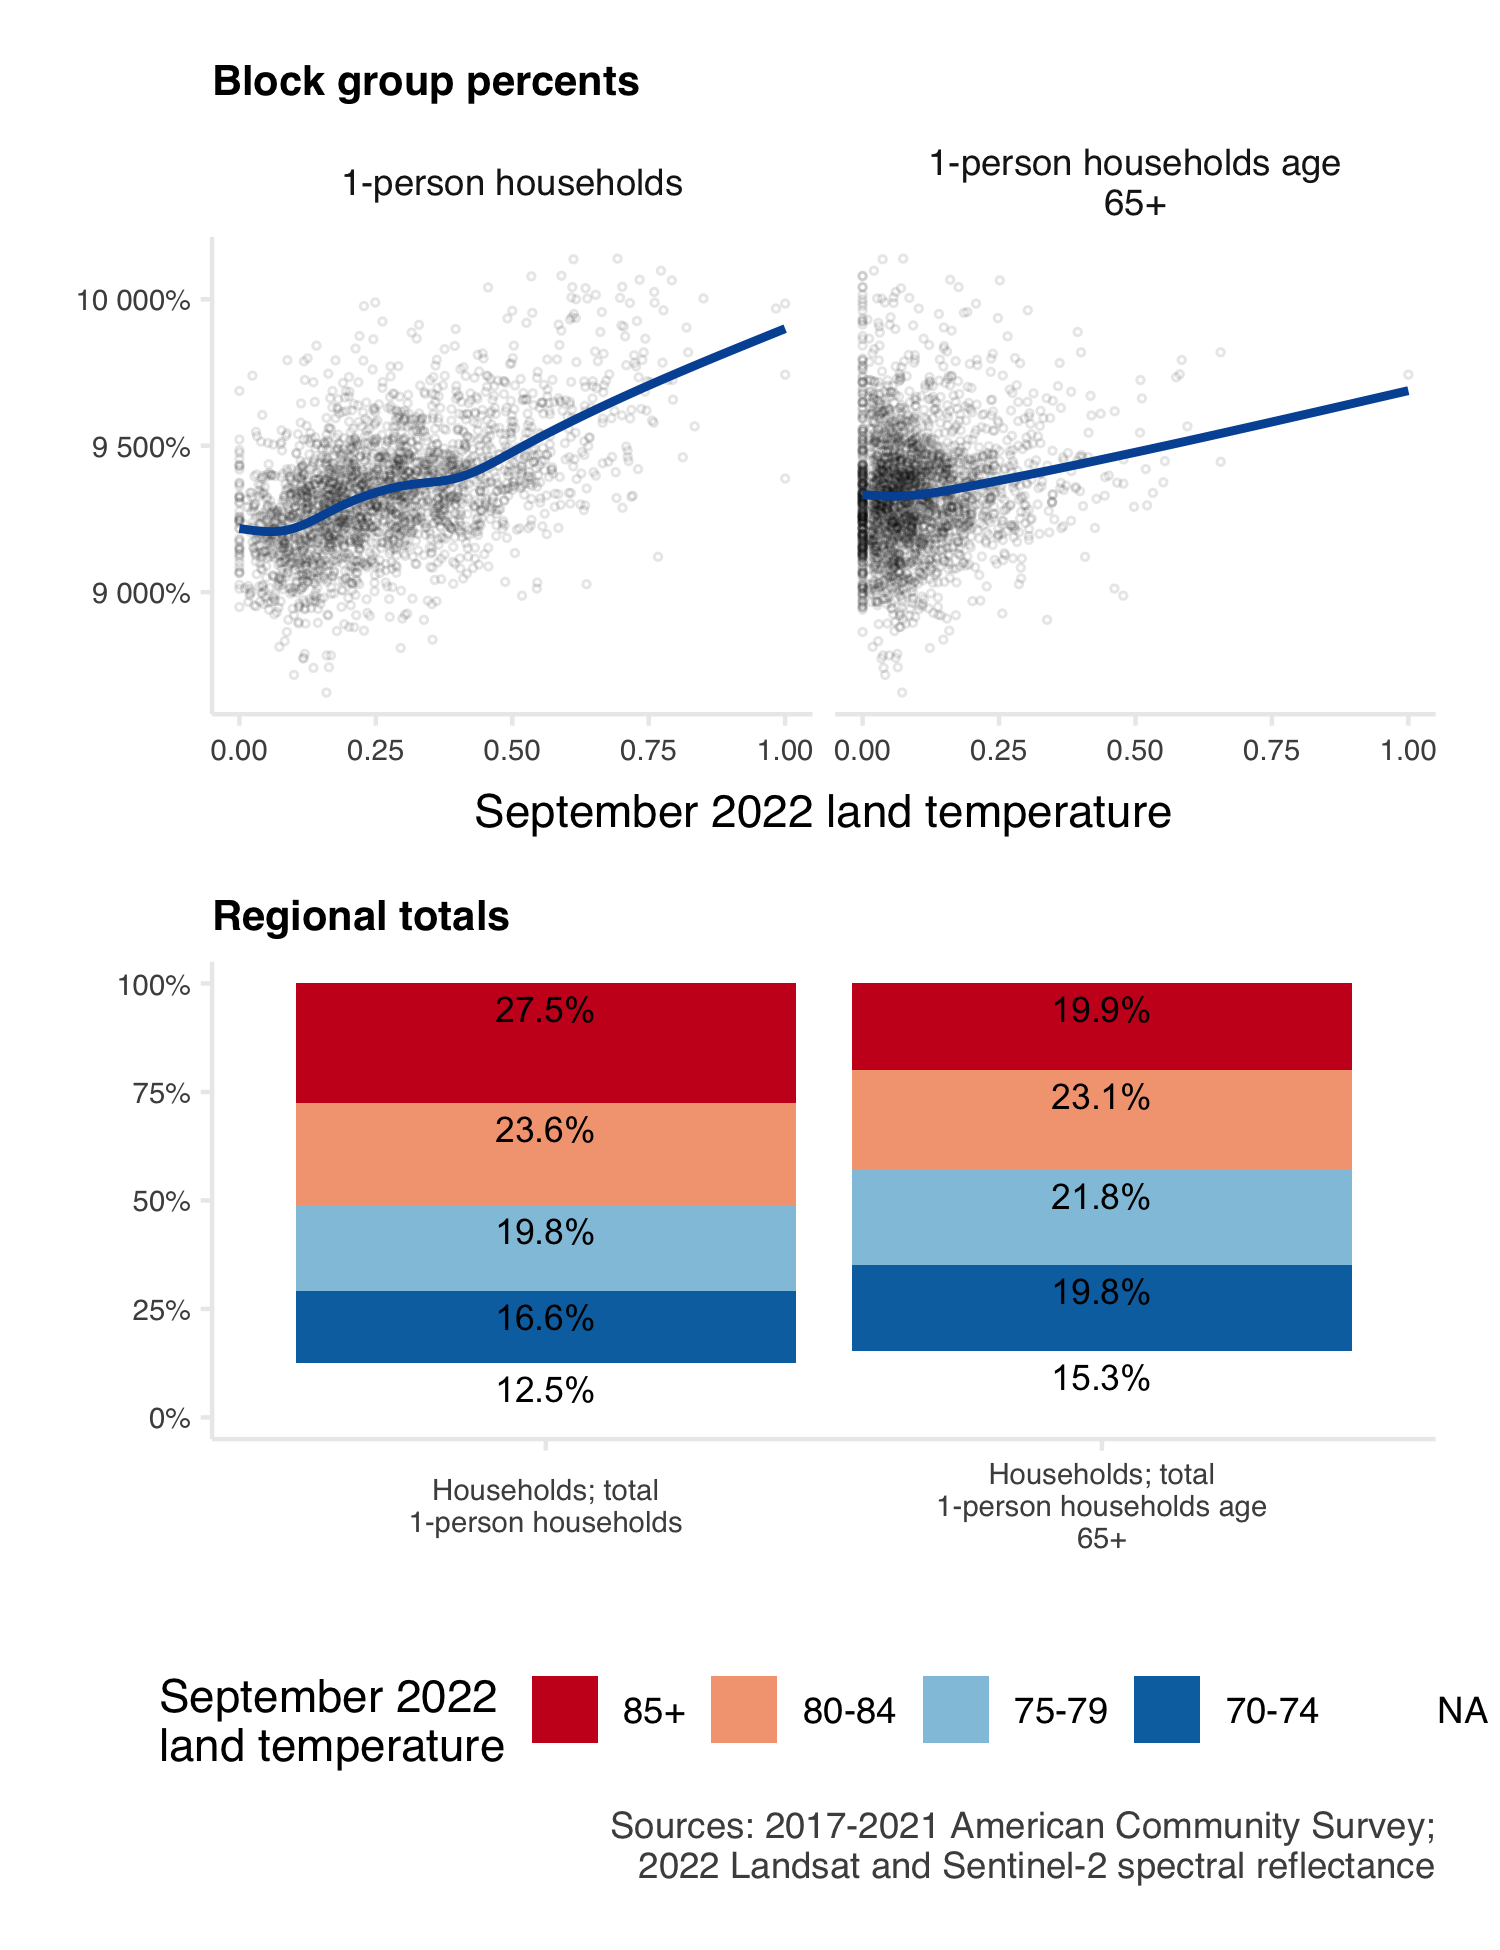 Block group percents
1-person households
1-person households age
65+
10 000%
9 500%
9 000%
0.00 0.25 0.50 0.75 1.00 0.00 0.25 0.50 0.75 1.00
September 2022 land temperature
Regional totals
100%
75%
50%
25%
0%
27.5%
23.6%
19.8%
16.6%
12.5%
19.9%
23.1%
21.8%
19.8%
15.3%
Households; total
1-person households
Households; total
1-person households age
65+
September 2022
land temperature
85+ 80-84 75-79 70-74 NA
Sources: 2017-2021 American Community Survey;
2022 Landsat and Sentinel-2 spectral reflectance